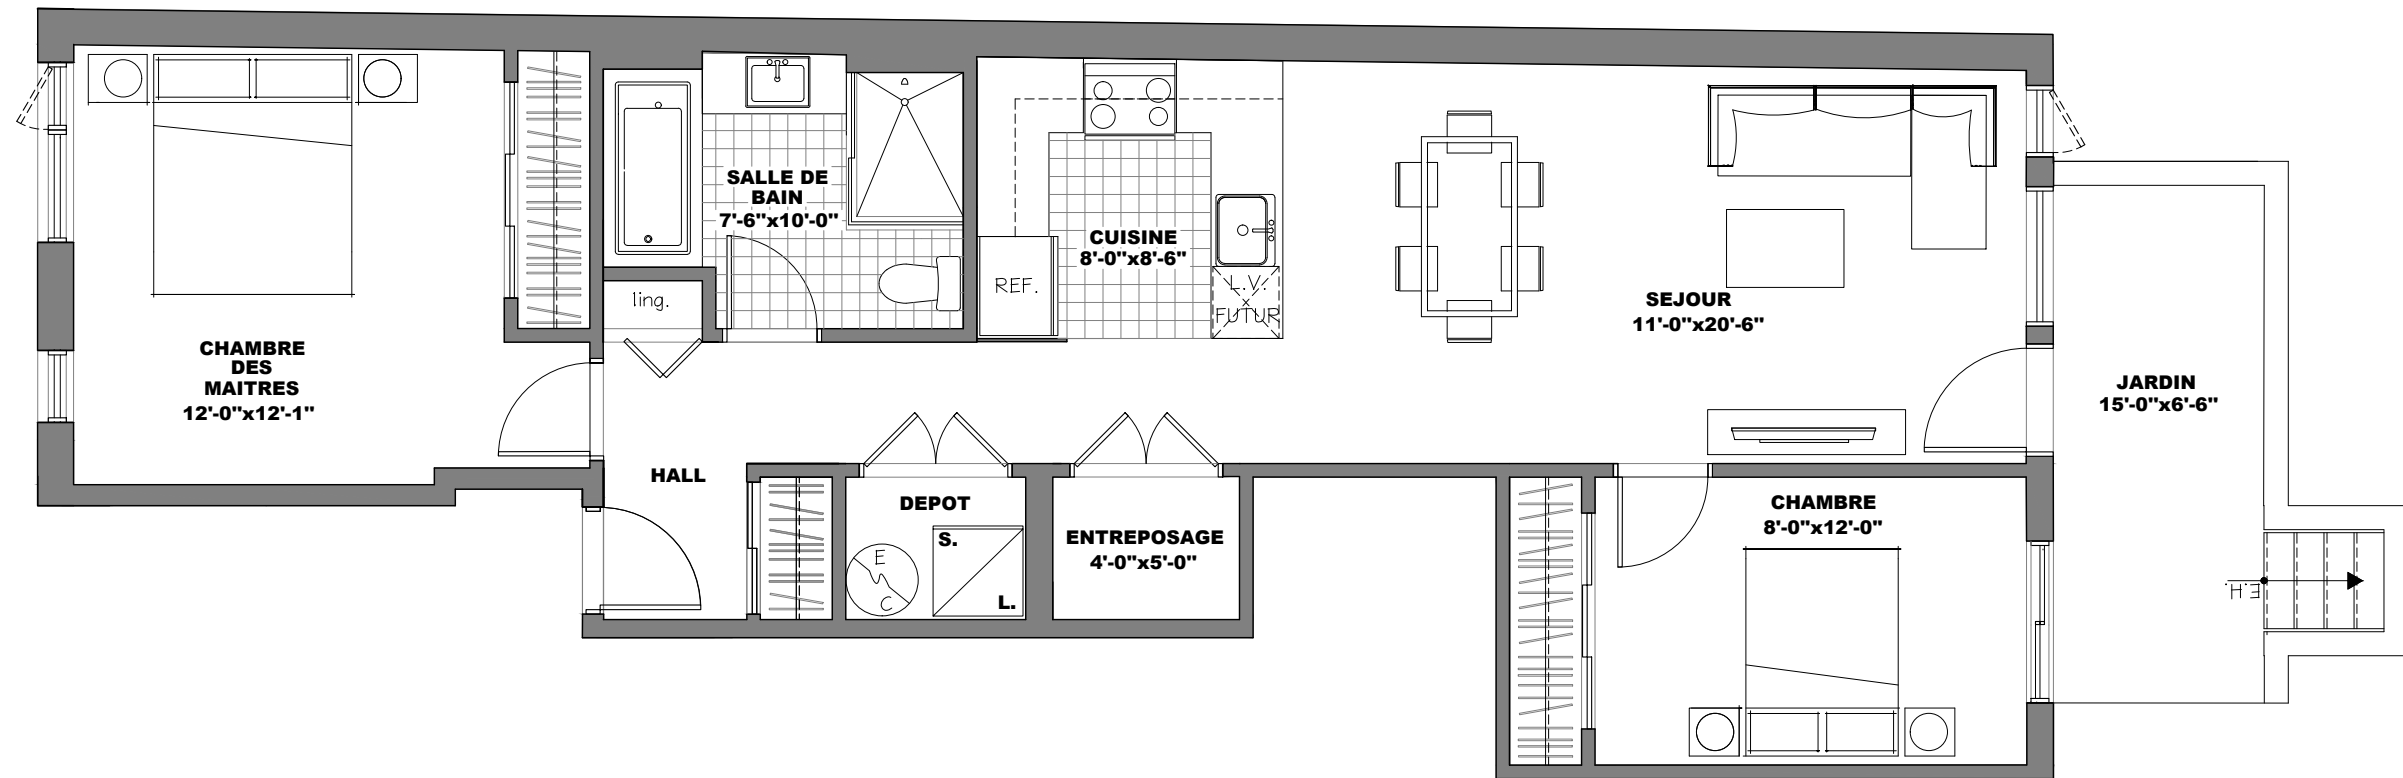 SALLE DE
BAIN
7'-6"x10'-0"
CUISINE
8'-0"x8'-6"
REF.
L.V.
FUTUR
ling.
SEJOUR
11'-0"x20'-6"
CHAMBRE
DES
MAITRES
12'-0"x12'-1"
JARDIN
15'-0"x6'-6"
HALL
DEPOT
S.
L.
E
C
ENTREPOSAGE
4'-0"x5'-0"
CHAMBRE
8'-0"x12'-0"
E.H.